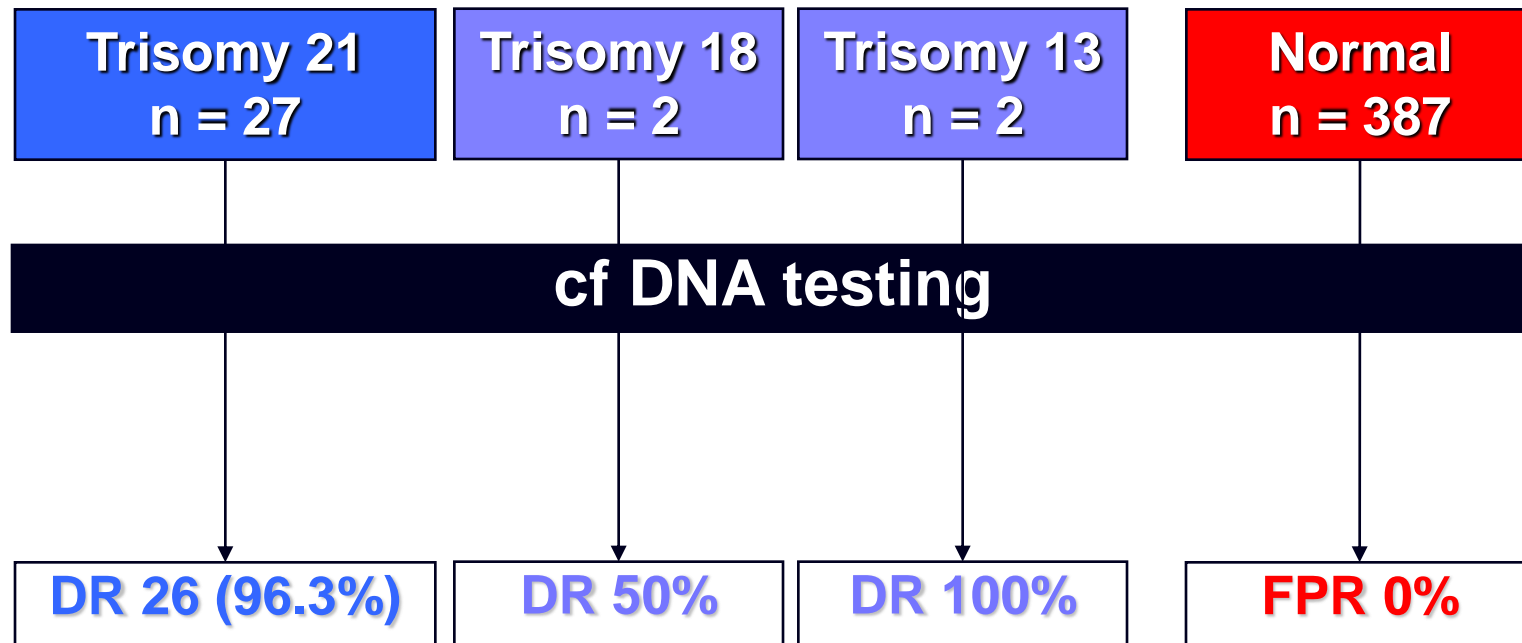 Trisomy 21
n = 27
Trisomy 18
n = 2
Trisomy 13
n = 2
Normal
n = 387
cf DNA testing
DR 26 (96.3%)
DR 50%
DR 100%
FPR 0%